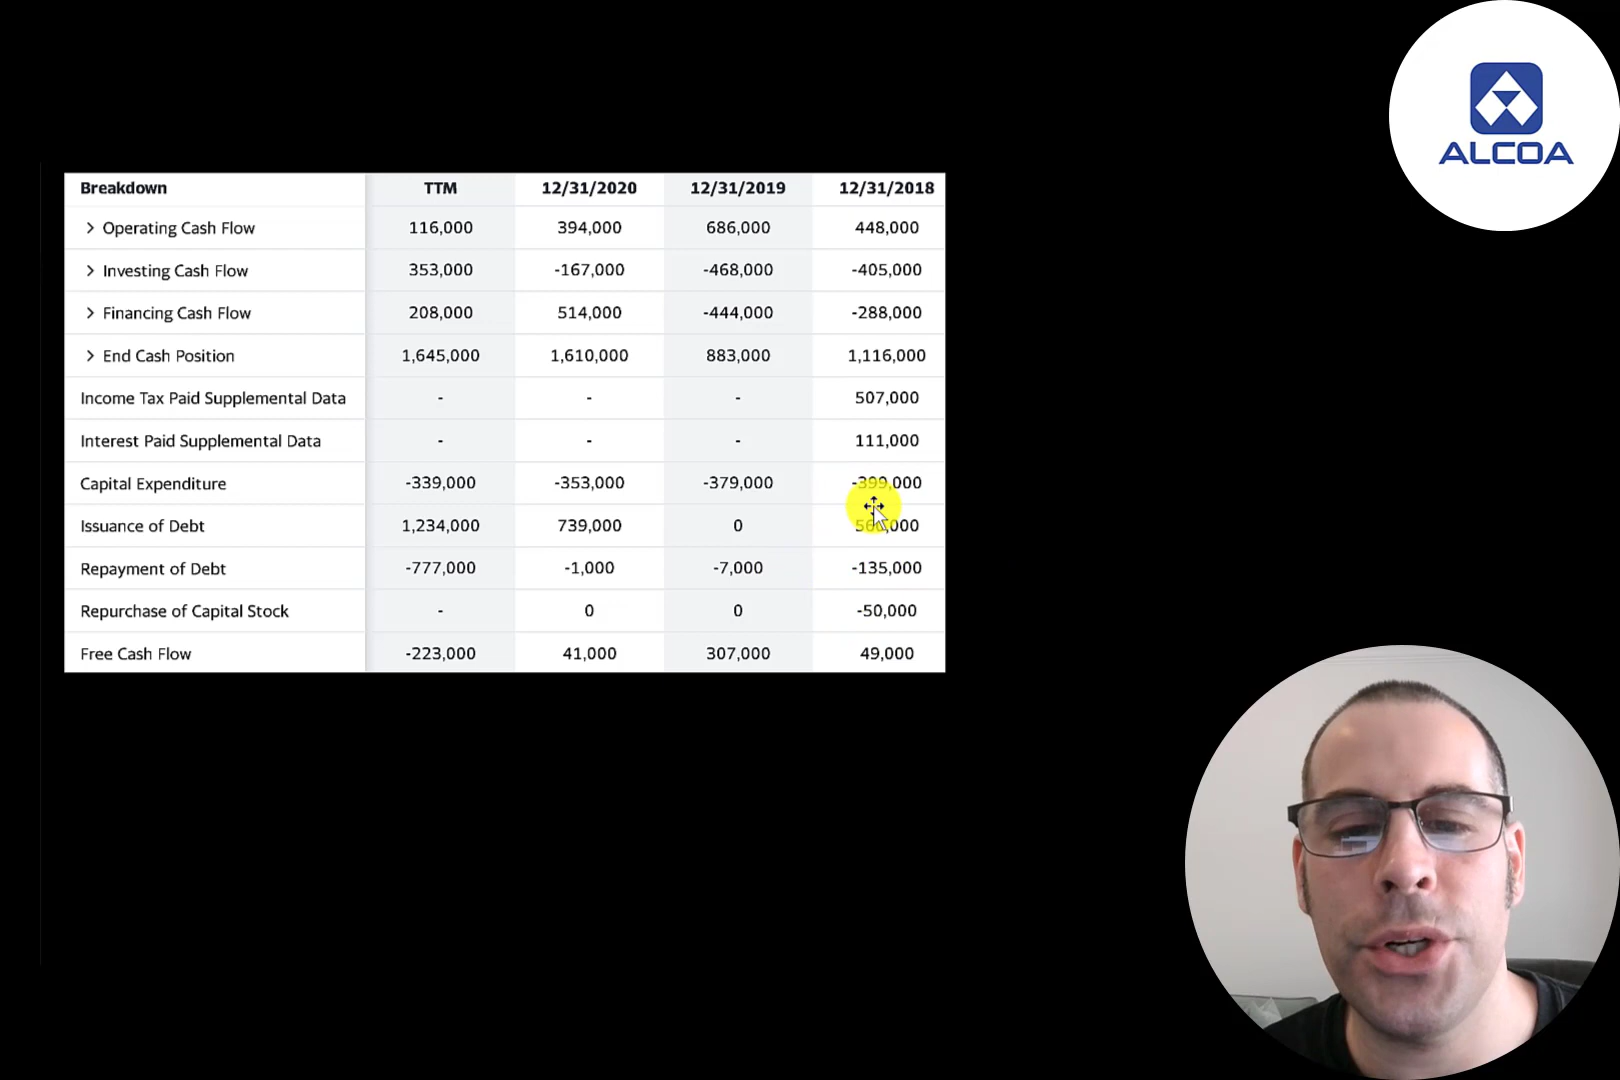 ALCOA
Breakdown TTM 12/31/2020 12/31/2019 12/31/2018
Operating Cash Flow 116,000 394,000 686,000 448,000
Investing Cash Flow 353,000 -167,000 -468,000 -405,000
Financing Cash Flow 208,000 514,000 -444,000 -288,000
End Cash Position 1,645,000 1,610,000 883,000 1,116,000
Income Tax Paid Supplemental Data - - - 507,000
Interest Paid Supplemental Data - - - 111,000
Capital Expenditure -339,000 -353,000 -379,000 -399,000
Issuance of Debt 1,234,000 739,000 0
Repayment of Debt -777,000 -1,000 -7,000 -135,000
Repurchase of Capital Stock - 0 0 -50,000
Free Cash Flow -223,000 41,000 307,000 49,000